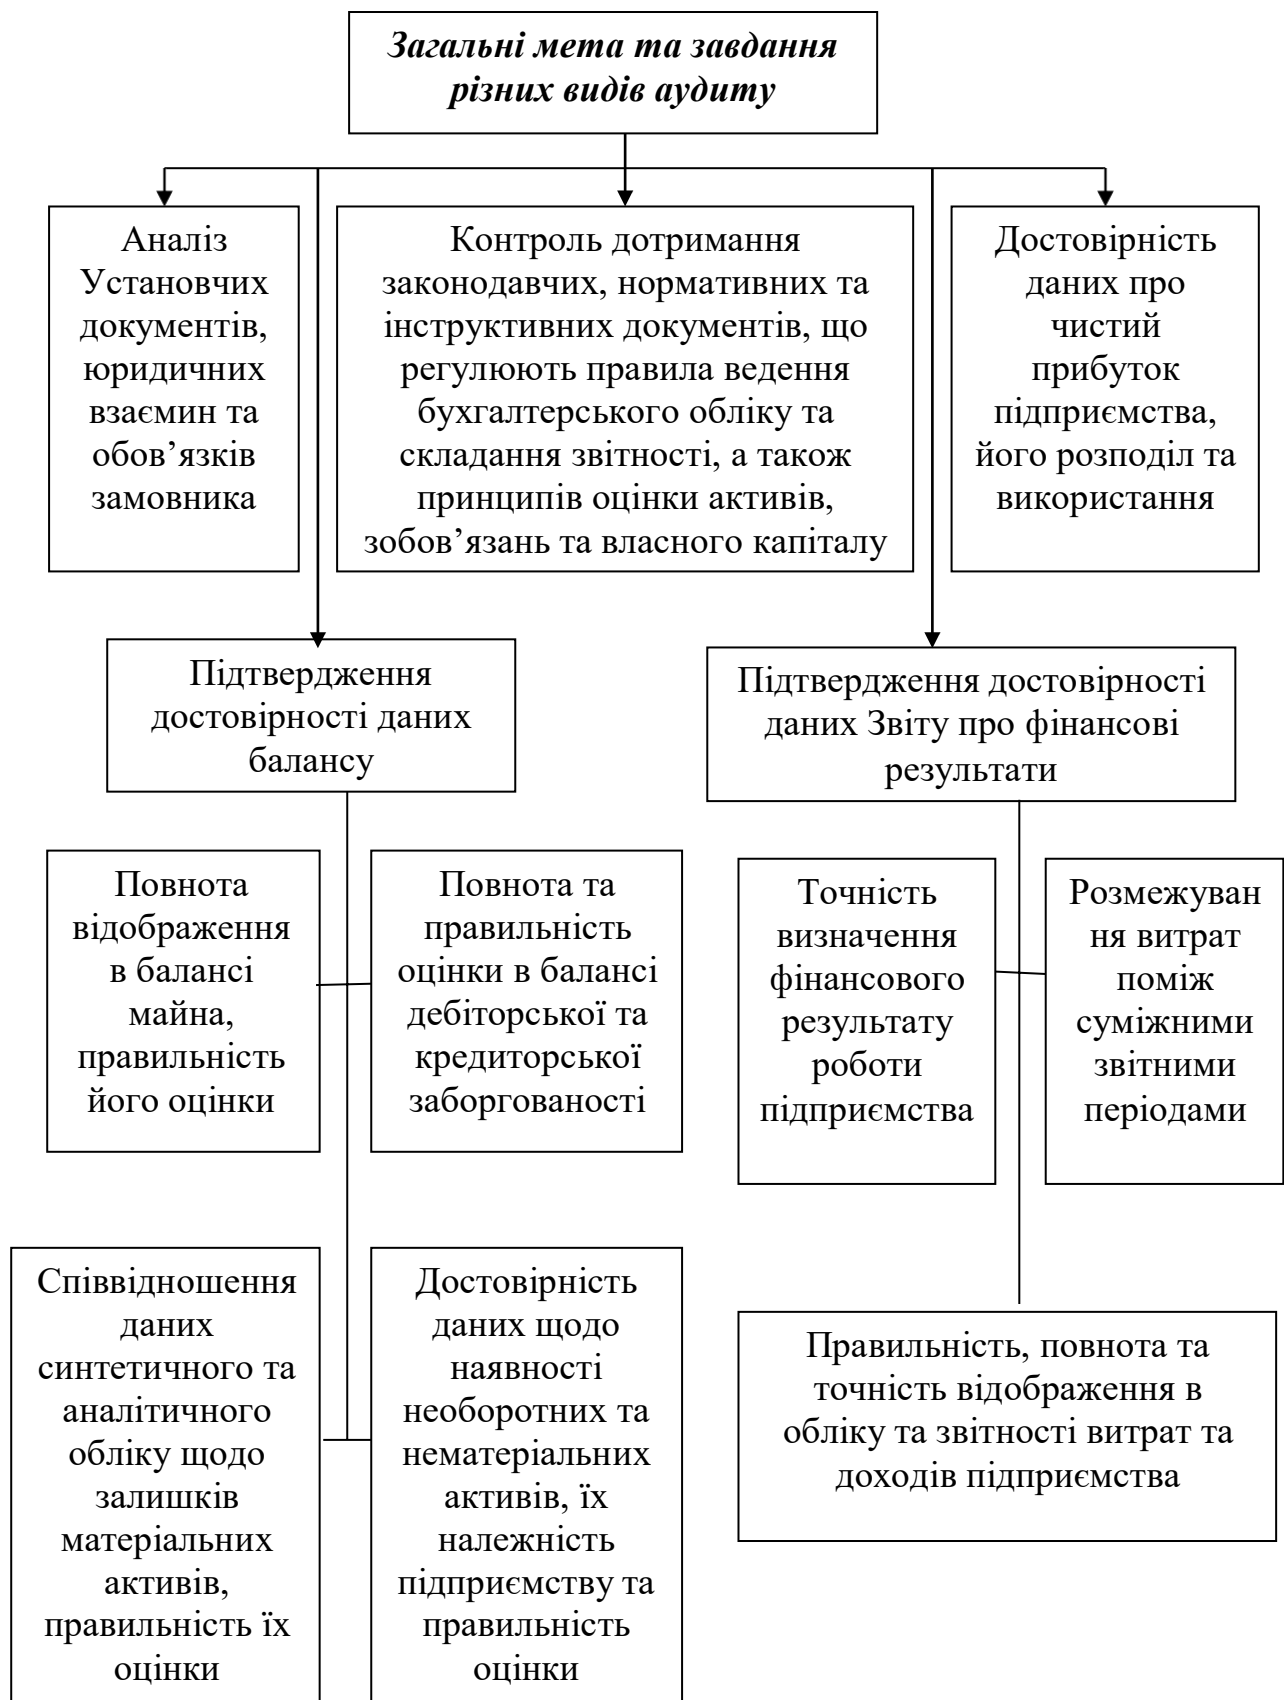 Загальні мета та завдання
різних видів аудиту
Аналіз
Установчих
документів,
юридичних
взаємин та
обов’язків
замовника
Контроль дотримання
законодавчих, нормативних та
інструктивних документів, що
регулюють правила ведення
бухгалтерського обліку та
складання звітності, а також
принципів оцінки активів,
зобов’язань та власного капіталу
Достовірність
даних про
чистий
прибуток
підприємства,
його розподіл та
використання
Підтвердження
достовірності даних
балансу
Підтвердження достовірності
даних Звіту про фінансові
результати
Повнота
відображення
в балансі
майна,
правильність
його оцінки
Повнота та
правильність
оцінки в балансі
дебіторської та
кредиторської
заборгованості
Точність
визначення
фінансового
результату
роботи
підприємства
Розмежуван
ня витрат
поміж
суміжними
звітними
періодами
Співвідношення
даних
синтетичного та
аналітичного
обліку щодо
залишків
матеріальних
активів,
правильність їх
оцінки
Достовірність
даних щодо
наявності
необоротних та
нематеріальних
активів, їх
належність
підприємству та
правильність
оцінки
Правильність, повнота та
точність відображення в
обліку та звітності витрат та
доходів підприємства